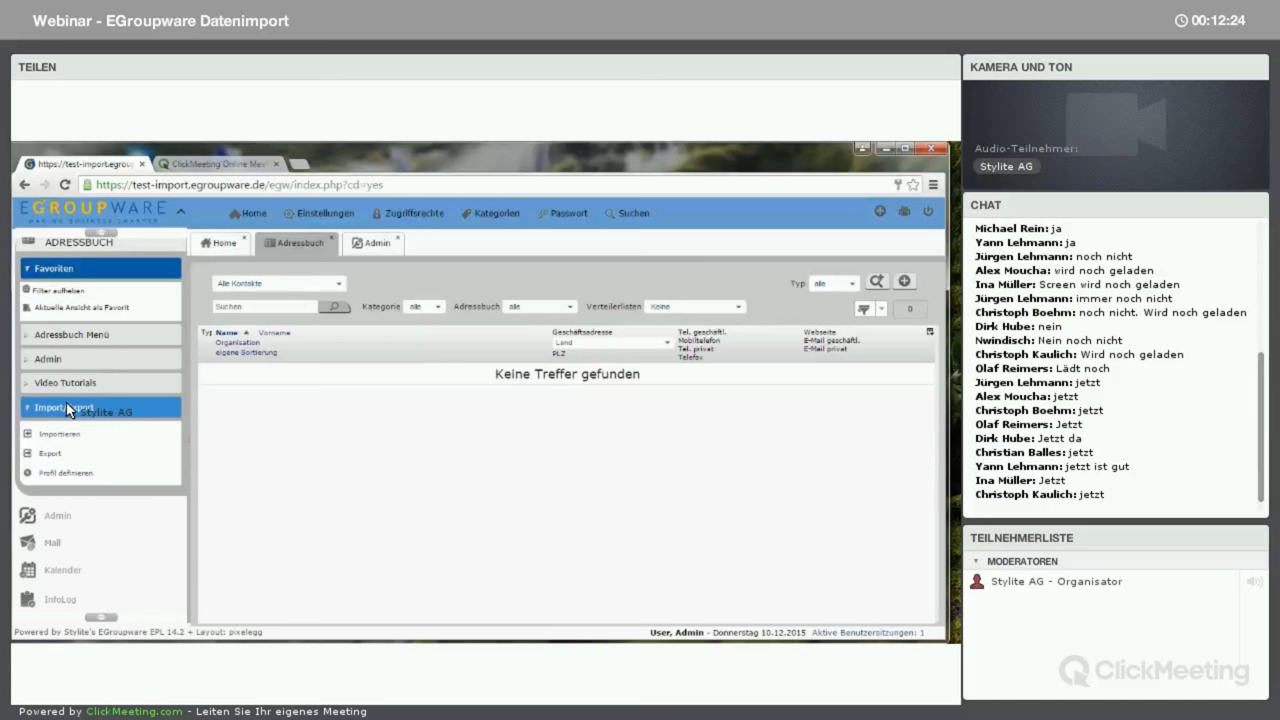 Webinar - EGroupware Datenimport
00:12:24
TEILEN
https://test-import.egroup
ClickMeeting Online Mee
https://test-import.egroupware.de/egw/index.php?cd=yes
EGROUPWARE
Home
Einstellungen
Zugriffsrechte
Kategorien
Passwort
Suchen
ADRESSBUCH
Home
Adressbuch
Admin
Favoriten
Filter aufheben
Aktuelle Ansicht als Favorit
Adressbuch Menü
Admin
Video Tutorials
Stylite AG
Importieren
Export
Profil definieren
Admin
Mail
Kalender
InfoLog
Alle Kontakte
Typ alle
Suchen
Kategorie alle
Adressbuch alle
Verteilerlisten Keine
0
Typ Name Vorname
Organisation
eigene Sortierung
Geschäftsadresse
Land
PLZ
Tel. geschäftl.
Mobiltelefon
Tel. privat
Telefax
Webseite
E-Mail geschäftl.
E-Mail privat
Keine Treffer gefunden
Powered by Stylite's EGroupware EPL 14.2 + Layout: pixelegg
User, Admin - Donnerstag 10.12.2015 Aktive Benutzersitzungen: 1
KAMERA UND TON
Audio-Teilnehmer:
Stylite AG
CHAT
Michael Rein: ja
Yann Lehmann: ja
Jürgen Lehmann: noch nicht
Alex Moucha: wird noch geladen
Ina Müller: Screen wird noch geladen
Jürgen Lehmann: immer noch nicht
Christoph Boehm: noch nicht. Wird noch geladen
Dirk Hube: nein
Nwindisch: Nein noch nicht
Christoph Kaulich: Wird noch geladen
Olaf Reimers: Lädt noch
Jürgen Lehmann: jetzt
Alex Moucha: jetzt
Christoph Boehm: jetzt
Olaf Reimers: Jetzt
Dirk Hube: Jetzt da
Christian Balles: jetzt
Yann Lehmann: jetzt ist gut
Ina Müller: Jetzt
Christoph Kaulich: jetzt
TEILNEHMERLISTE
MODERATOREN
Stylite AG - Organisator
ClickMeeting
Powered by ClickMeeting.com - Leiten Sie Ihr eigenes Meeting